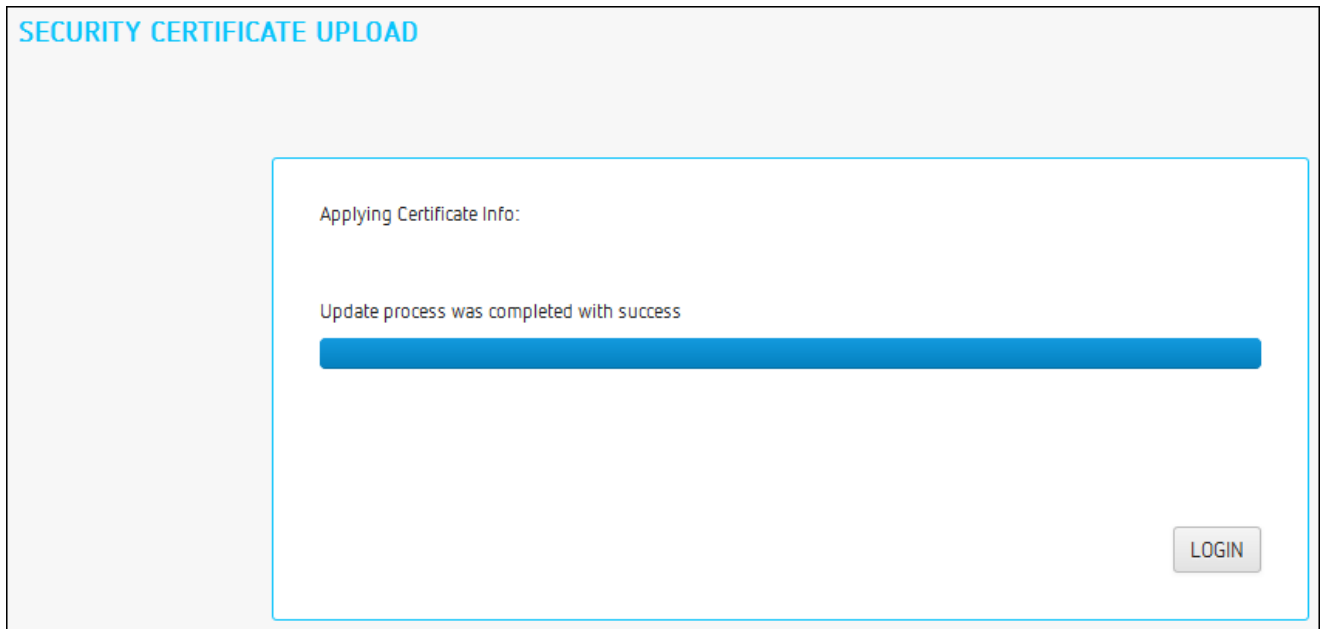 SECURITY CERTIFICATE UPLOAD
Applying Certificate Info:
Update process was completed with success
LOGIN